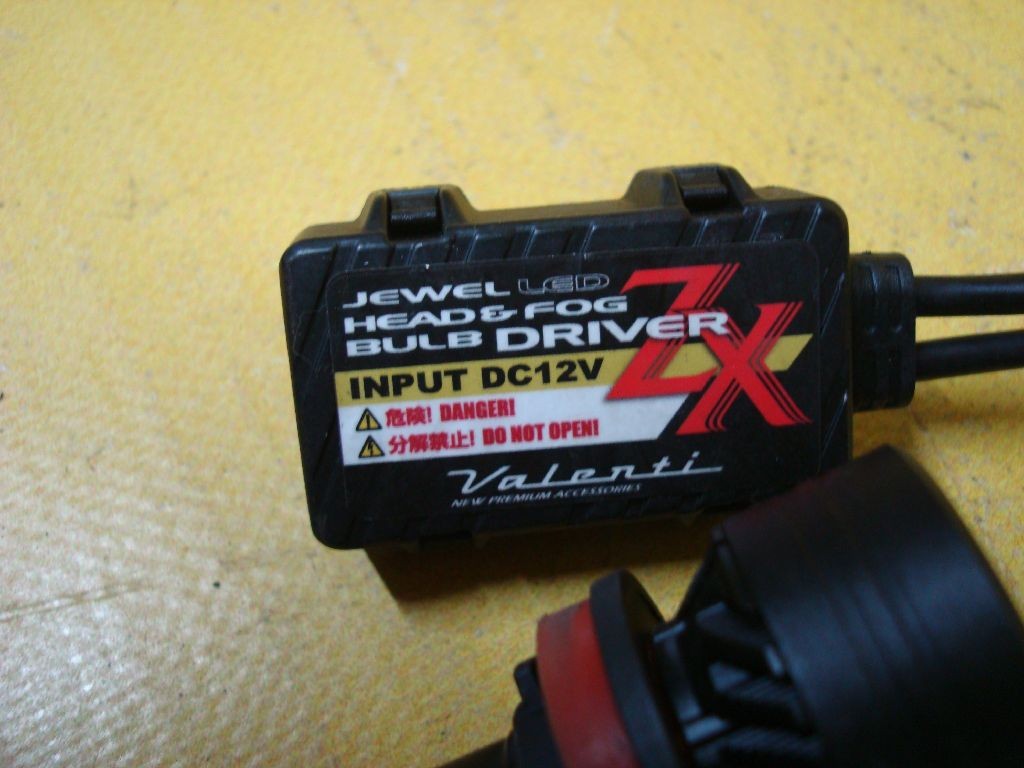 JEWEL LED
HEAD & FOG
BULB DRIVER
ZX
INPUT DC12V
危険! DANGER!
分解禁止! DO NOT OPEN!
Valenti
NEW PREMIUM ACCESSORIES